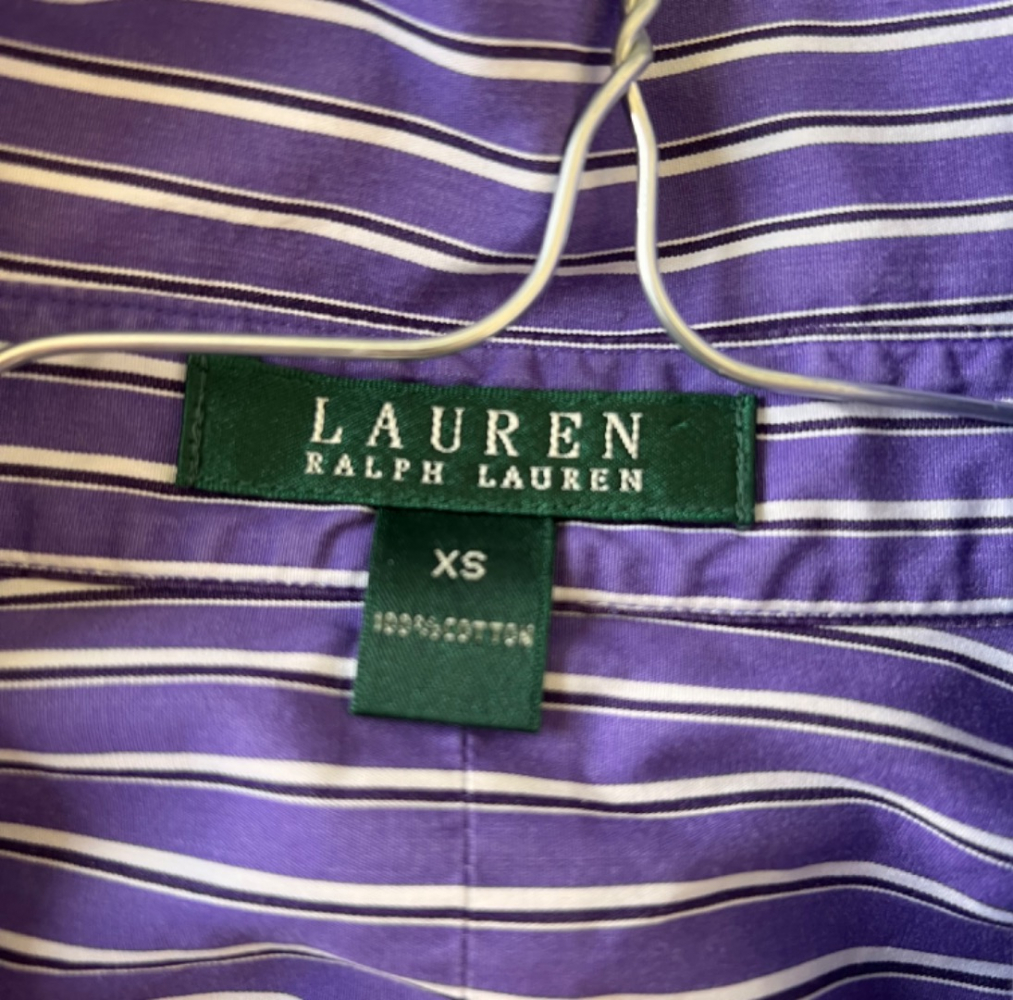 LAUREN
RALPH LAUREN
XS
100% COTTON